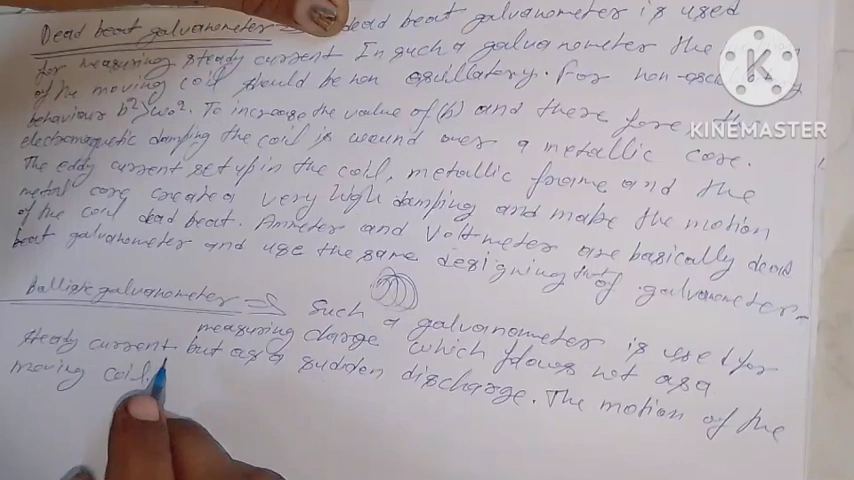 Dead beat galvanometer dead beat galvanometer is used
for measuring steady current In such a galvanometer the
of the moving coil should be non oscillatory. For non-oscillatory
behaviour b²>ω₀². To increase the value of (b) and there fore the
electromagnetic damping the coil is wound over a metallic core.
The eddy current set up in the coil, metallic frame and the
metal core creates very high damping and make the motion
of the coil dead beat. Ammeter and Voltmeter are basically dead
beat galvanometer and use the same designing that of galvanometer.
Ballistic galvanometer ⇒ Such a galvanometer is used for
measuring charge which flows not as a
steady current but as a sudden discharge. The motion of the
moving coil
KINEMASTER